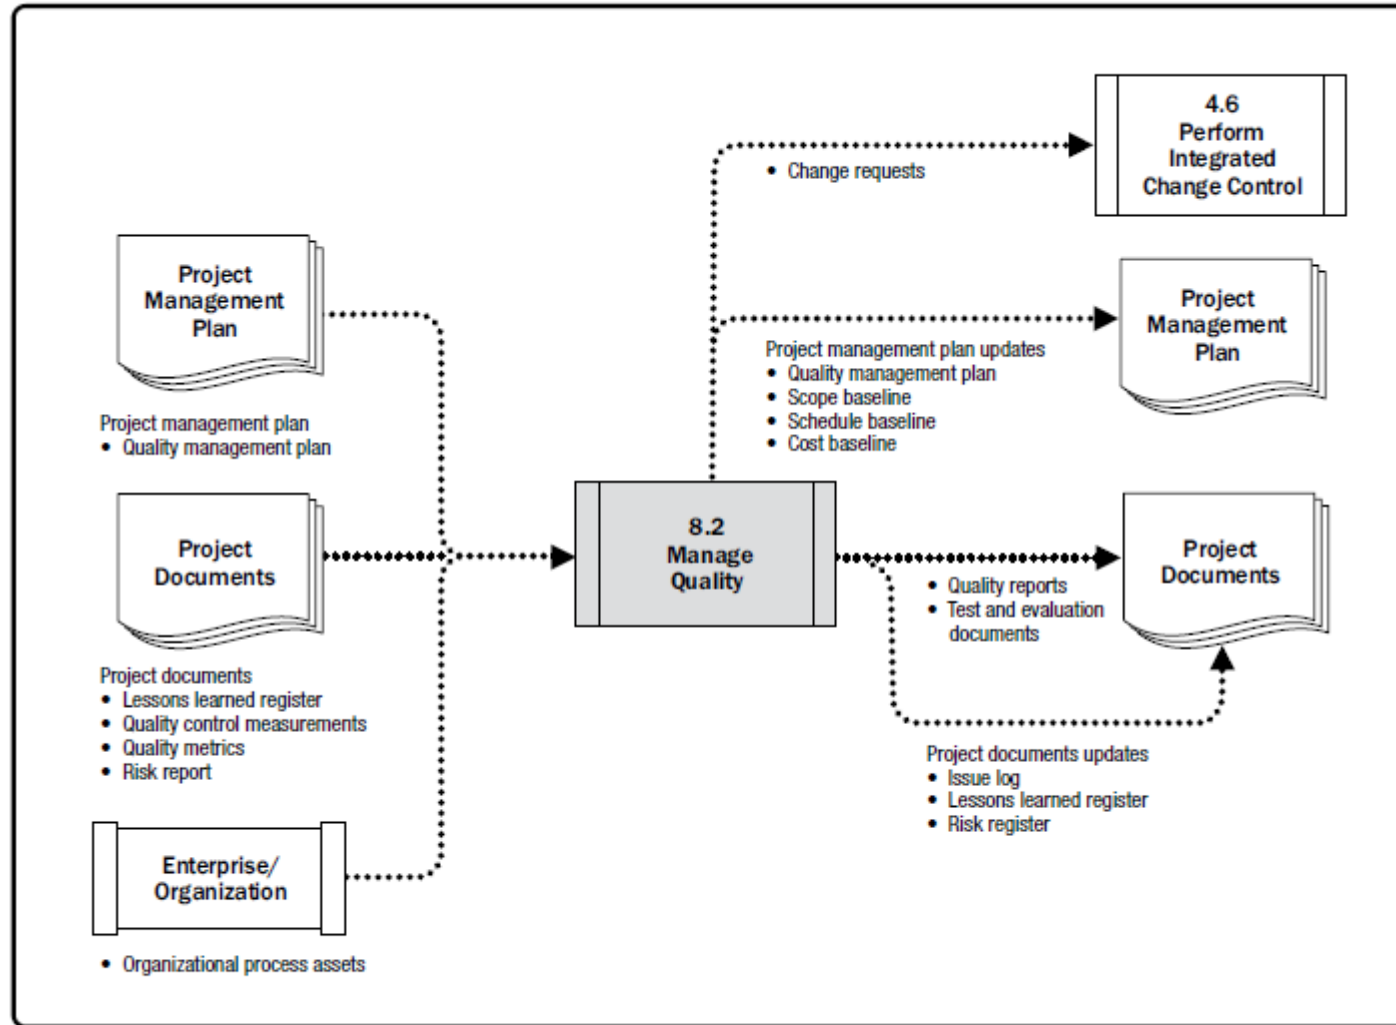 4.6
Perform
Integrated
Change Control
• Change requests
Project
Management
Plan
Project management plan
• Quality management plan
Project
Management
Plan
Project management plan updates
• Quality management plan
• Scope baseline
• Schedule baseline
• Cost baseline
Project
Documents
Project documents
• Lessons learned register
• Quality control measurements
• Quality metrics
• Risk report
8.2
Manage
Quality
Project
Documents
• Quality reports
• Test and evaluation
documents
Project documents updates
• Issue log
• Lessons learned register
• Risk register
Enterprise/
Organization
• Organizational process assets